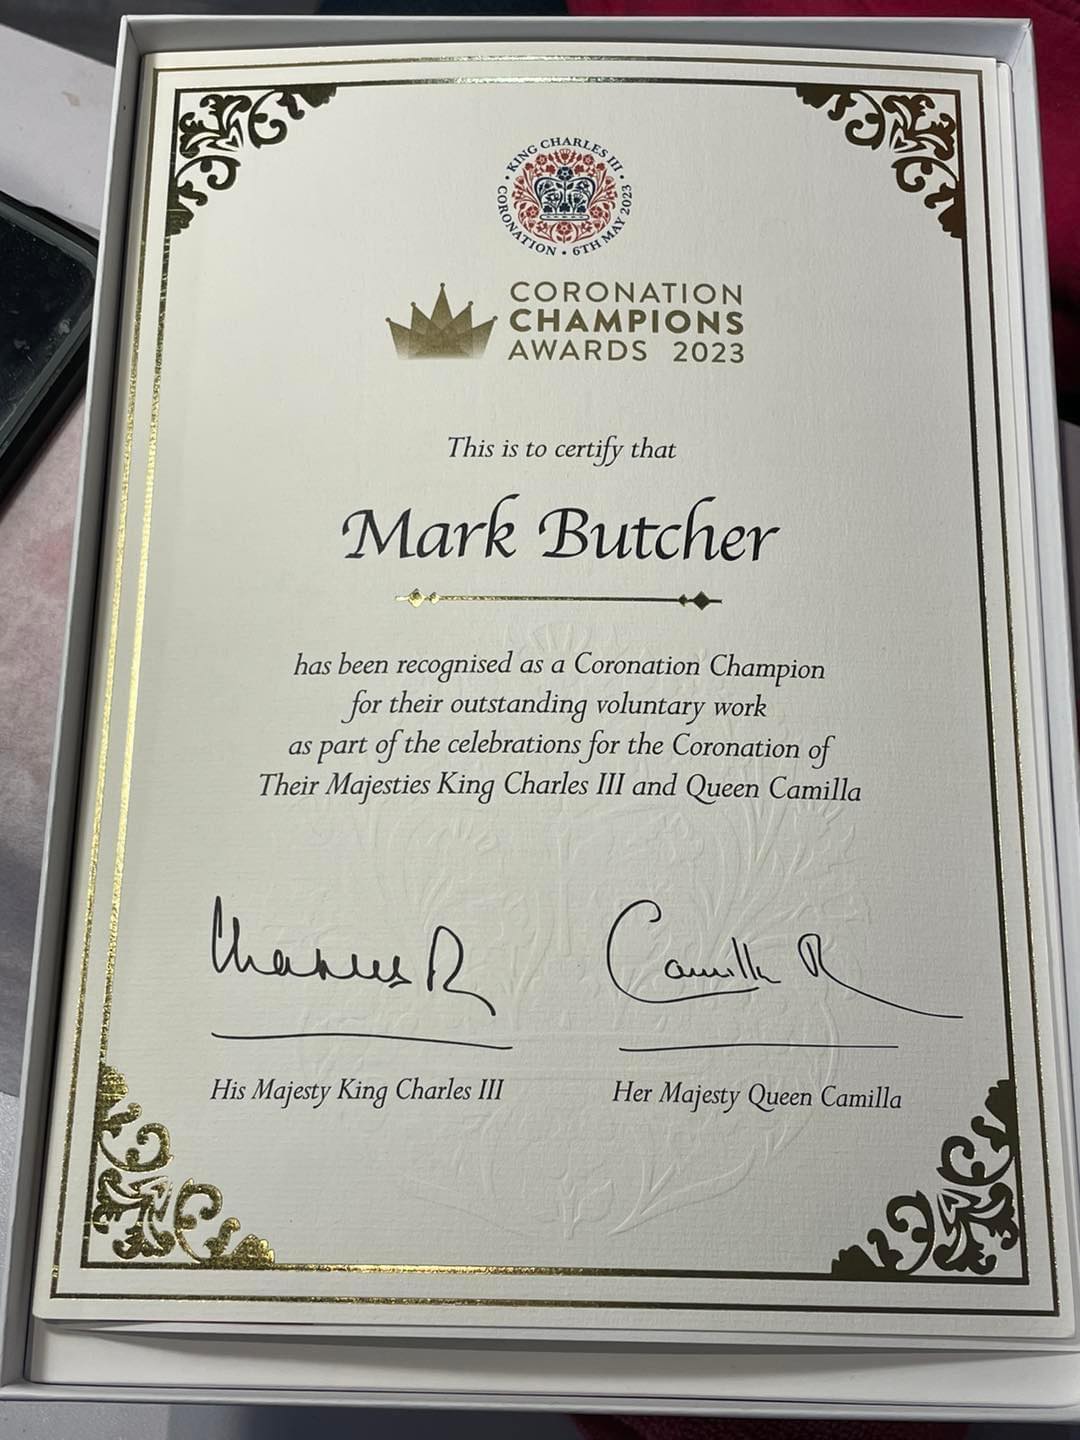 KING CHARLES III
CORONATION • 6TH MAY 2023
CORONATION
CHAMPIONS
AWARDS 2023
This is to certify that
Mark Butcher
has been recognised as a Coronation Champion
for their outstanding voluntary work
as part of the celebrations for the Coronation of
Their Majesties King Charles III and Queen Camilla
Charles R
Camilla R
His Majesty King Charles III
Her Majesty Queen Camilla